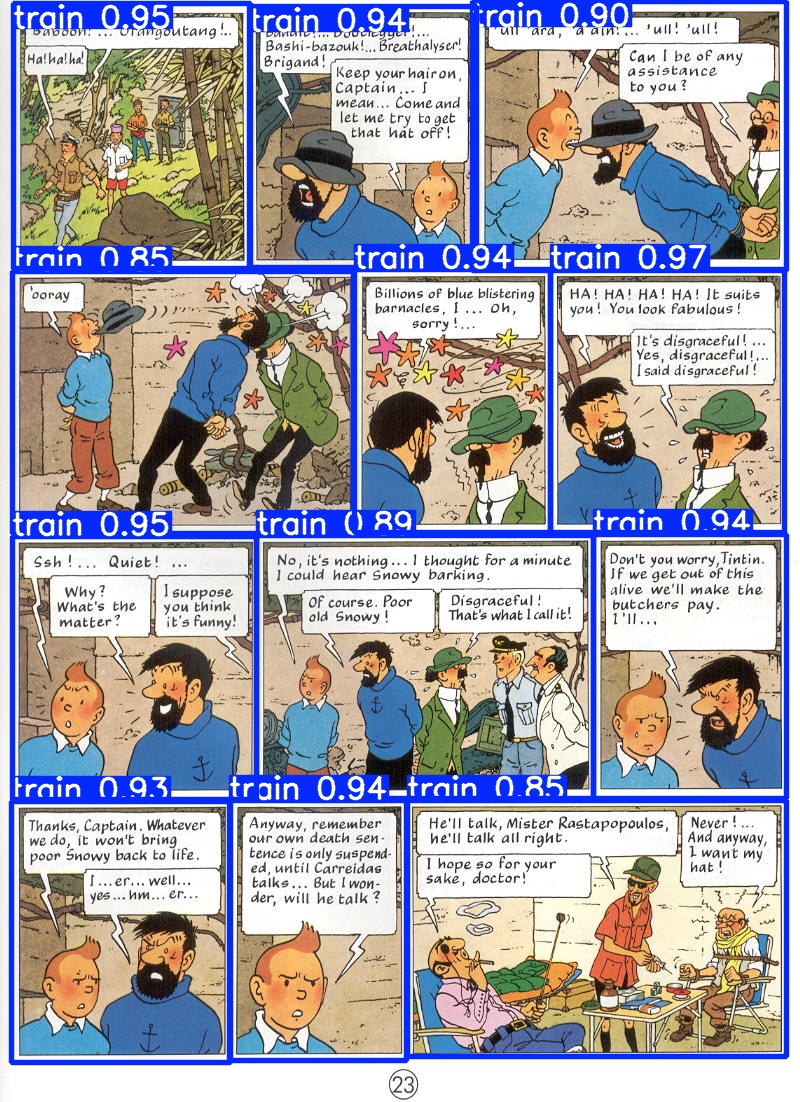 train 0.95
Baboon! ... Orangoutang!..
Ha!ha!ha!
train 0.94
Bashi-bazouk!... Breathalyser!
Brigand!
Keep your hair on,
Captain... I
mean... Come and
let me try to get
that hat off!
train 0.90
'ull 'ard, ... 'ull! 'ull!
Can I be of any
assistance
to you?
train 0.85
'ooray
train 0.94
Billions of blue blistering
barnacles, I ... Oh,
sorry!...
train 0.97
HA! HA! HA! HA! It suits
you! You look fabulous!
It's disgraceful! ...
Yes, disgraceful!...
I said disgraceful!
train 0.95
Ssh! ... Quiet! ...
Why?
What's the
matter?
I suppose
you think
it's funny!
train 0.89
No, it's nothing... I thought for a minute
I could hear Snowy barking.
Of course. Poor
old Snowy!
Disgraceful!
That's what I call it!
train 0.94
Don't you worry, Tintin.
If we get out of this
alive we'll make the
butchers pay.
I'll...
train 0.93
Thanks, Captain. Whatever
we do, it won't bring
poor Snowy back to life.
I...er... well...
yes... hm... er...
train 0.94
Anyway, remember
our own death sen-
tence is only suspend-
ed, until Carreidas
talks... But I won-
der, will he talk?
train 0.85
He'll talk, Mister Rastapopoulos,
he'll talk all right.
I hope so for your
sake, doctor!
Never! ...
And anyway,
I want my
hat!
23